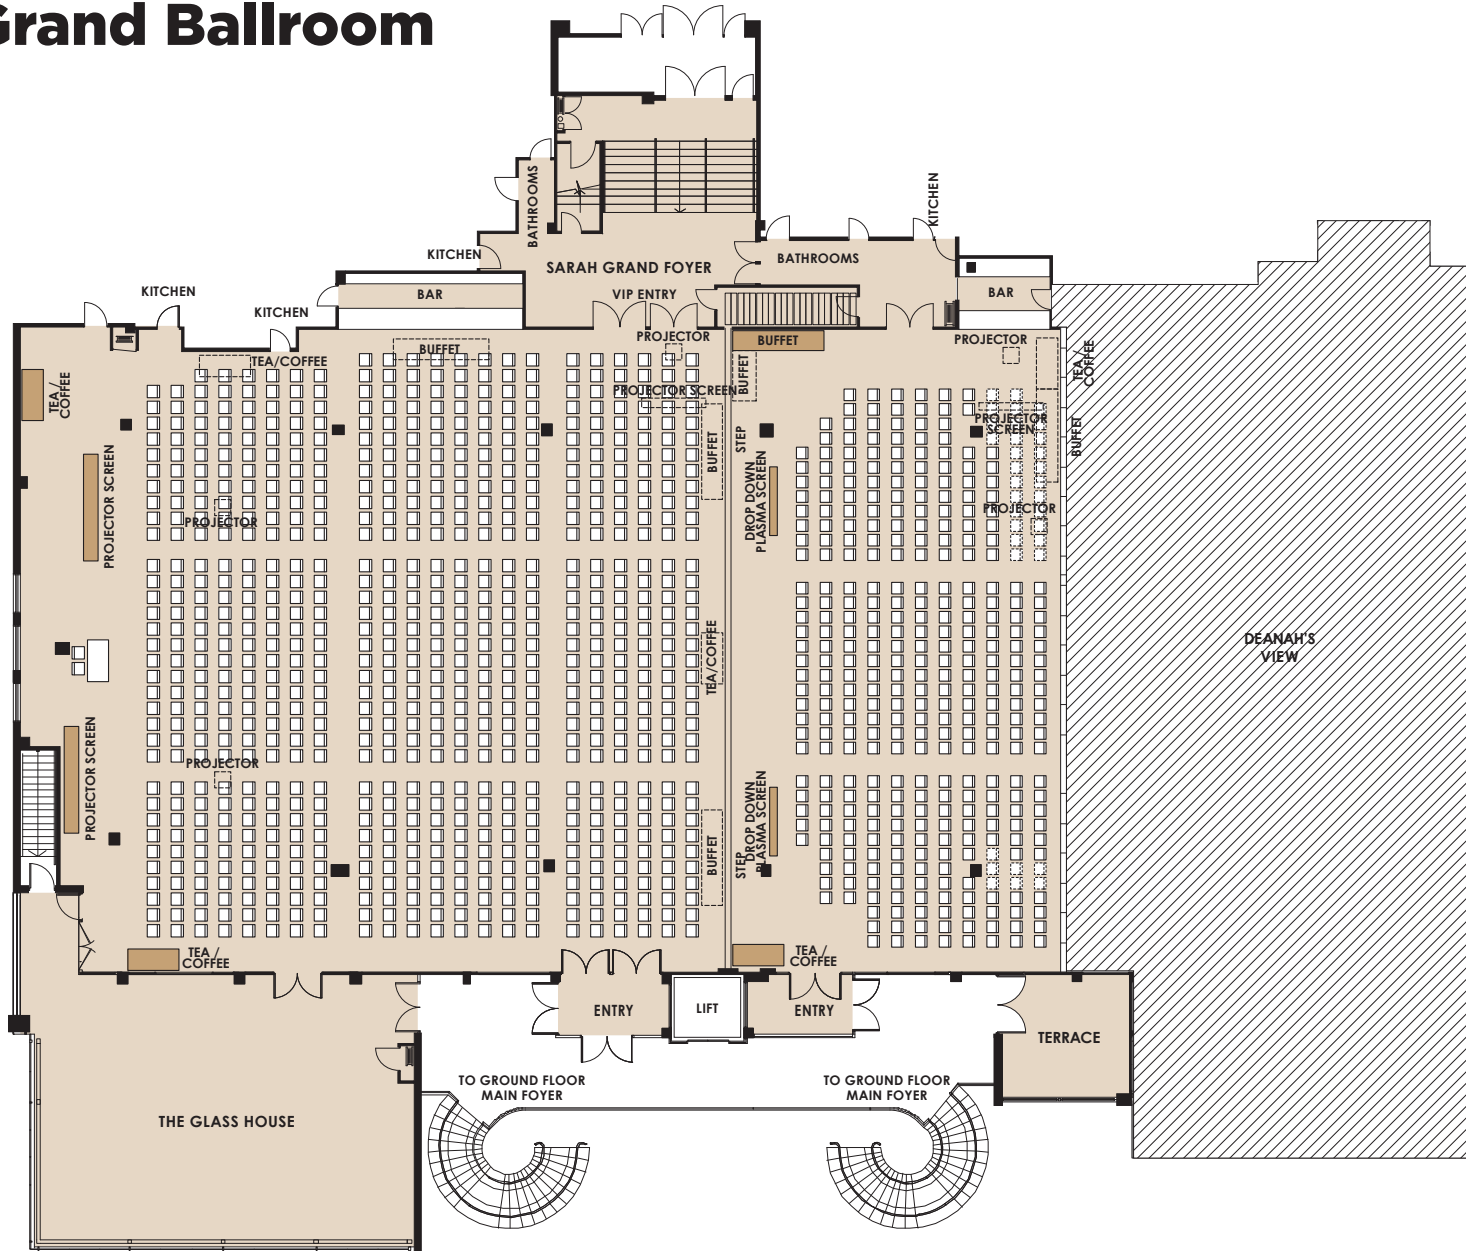 Grand Ballroom
KITCHEN
BATHROOMS
KITCHEN
BATHROOMS
SARAH GRAND FOYER
KITCHEN
BAR
VIP ENTRY
BAR
KITCHEN
PROJECTOR
BUFFET
PROJECTOR
TEA/COFFEE
BUFFET
BUFFET
TEA/
COFFEE
TEA/
COFFEE
PROJECTOR SCREEN
PROJECTOR
SCREEN
BUFFET
STEP
BUFFET
PROJECTOR SCREEN
DROP DOWN
PLASMA SCREEN
PROJECTOR
PROJECTOR
DEANAH'S
VIEW
TEA/COFFEE
PROJECTOR SCREEN
PROJECTOR
DROP DOWN
PLASMA SCREEN
BUFFET
STEP
TEA /
COFFEE
TEA /
COFFEE
ENTRY
LIFT
ENTRY
TERRACE
TO GROUND FLOOR
MAIN FOYER
TO GROUND FLOOR
MAIN FOYER
THE GLASS HOUSE